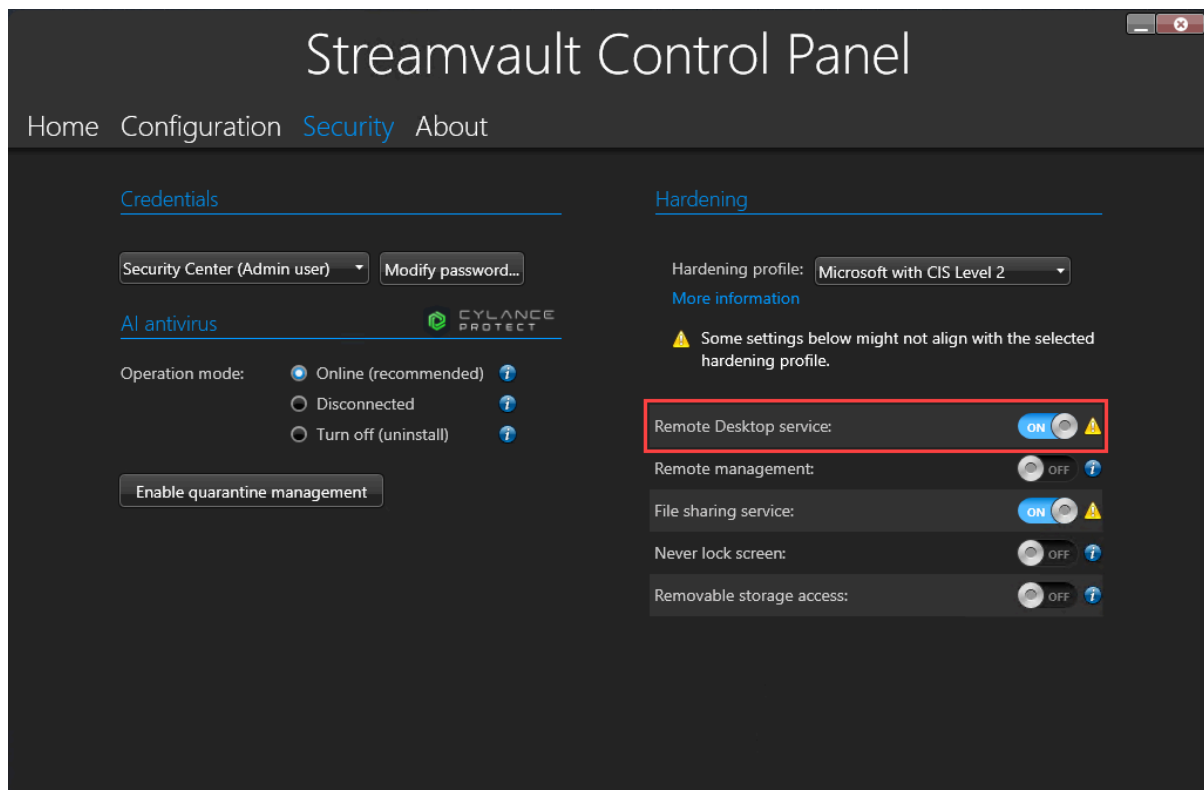 Streamvault Control Panel
Home Configuration Security About
Credentials
Security Center (Admin user) Modify password...
AI antivirus CYLANCE
PROTECT
Operation mode: Online (recommended)
Disconnected
Turn off (uninstall)
Enable quarantine management
Hardening
Hardening profile: Microsoft with CIS Level 2
More information
Some settings below might not align with the selected
hardening profile.
Remote Desktop service: ON
Remote management: OFF
File sharing service: ON
Never lock screen: OFF
Removable storage access: OFF